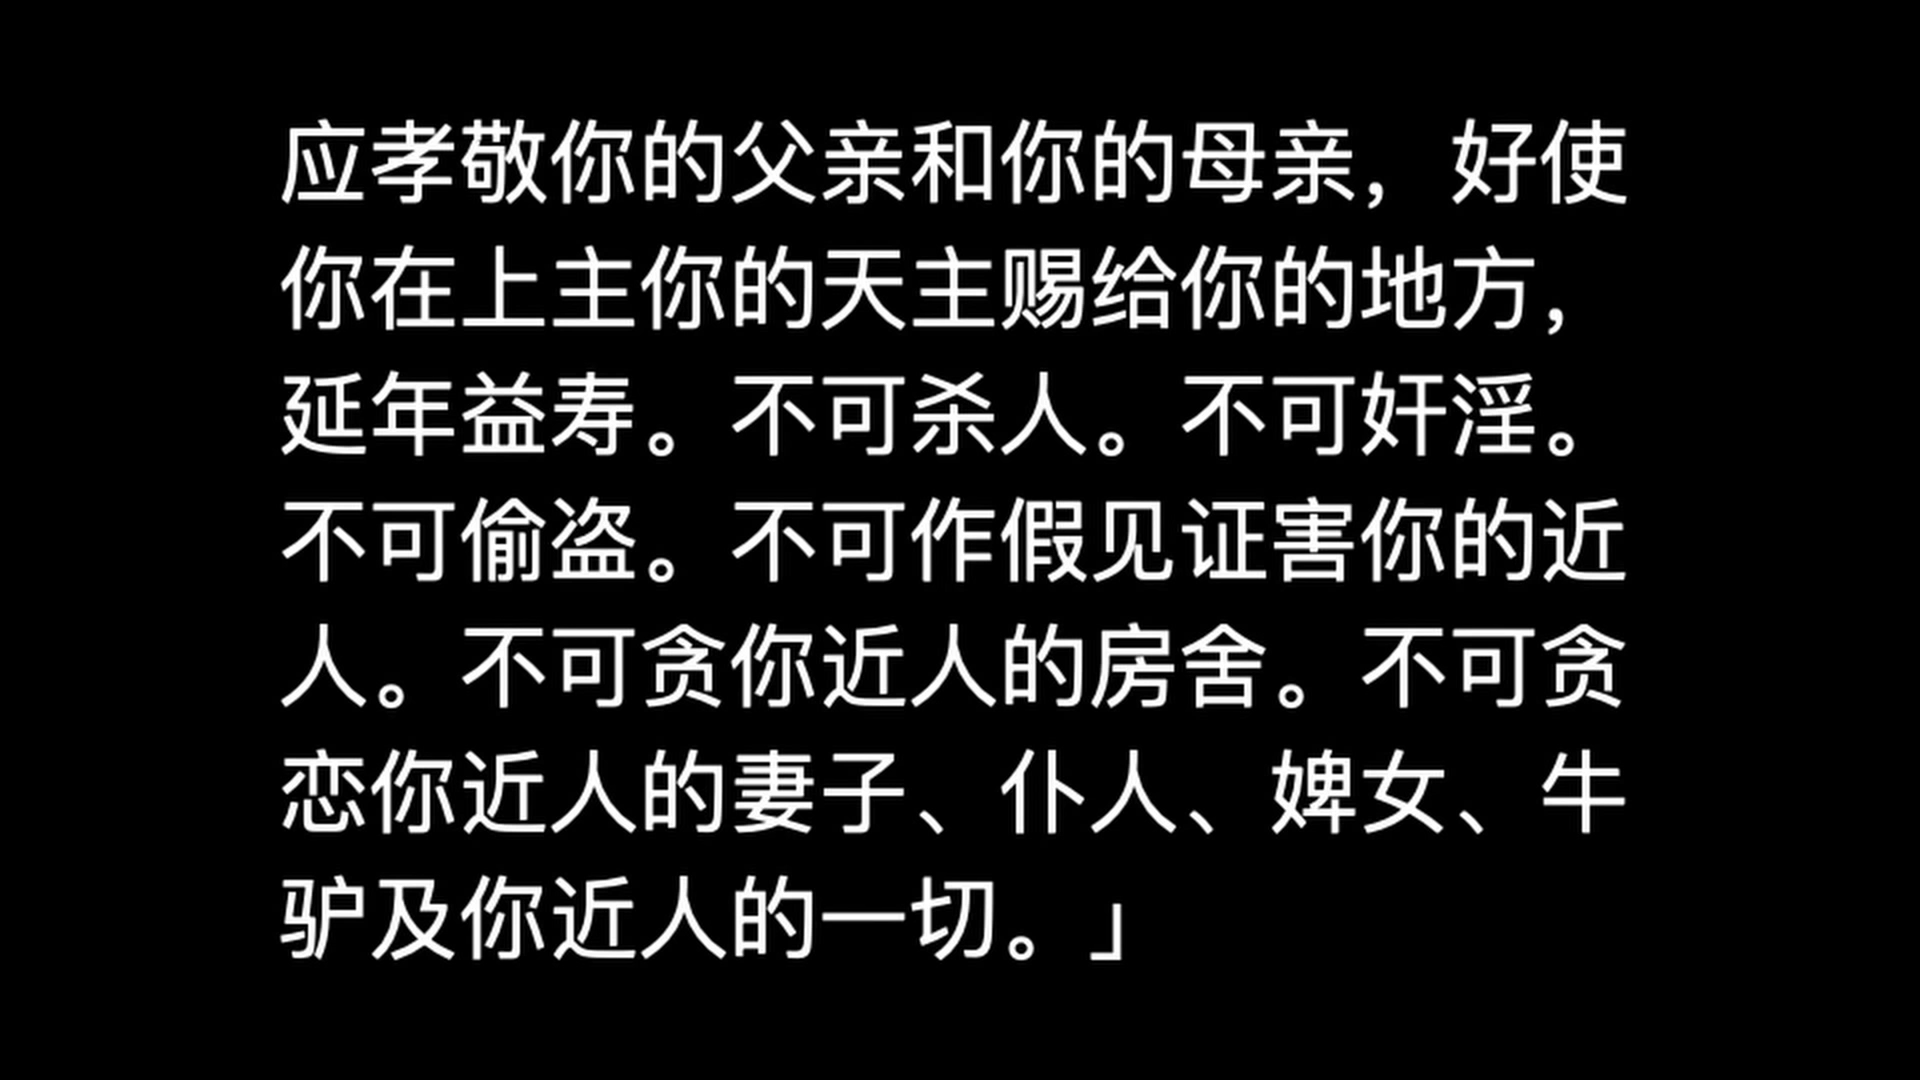 应孝敬你的父亲和你的母亲，好使
你在上主你的天主赐给你的地方，
延年益寿。不可杀人。不可奸淫。
不可偷盗。不可作假见证害你的近
人。不可贪你近人的房舍。不可贪
恋你近人的妻子、仆人、婢女、牛
驴及你近人的一切。」